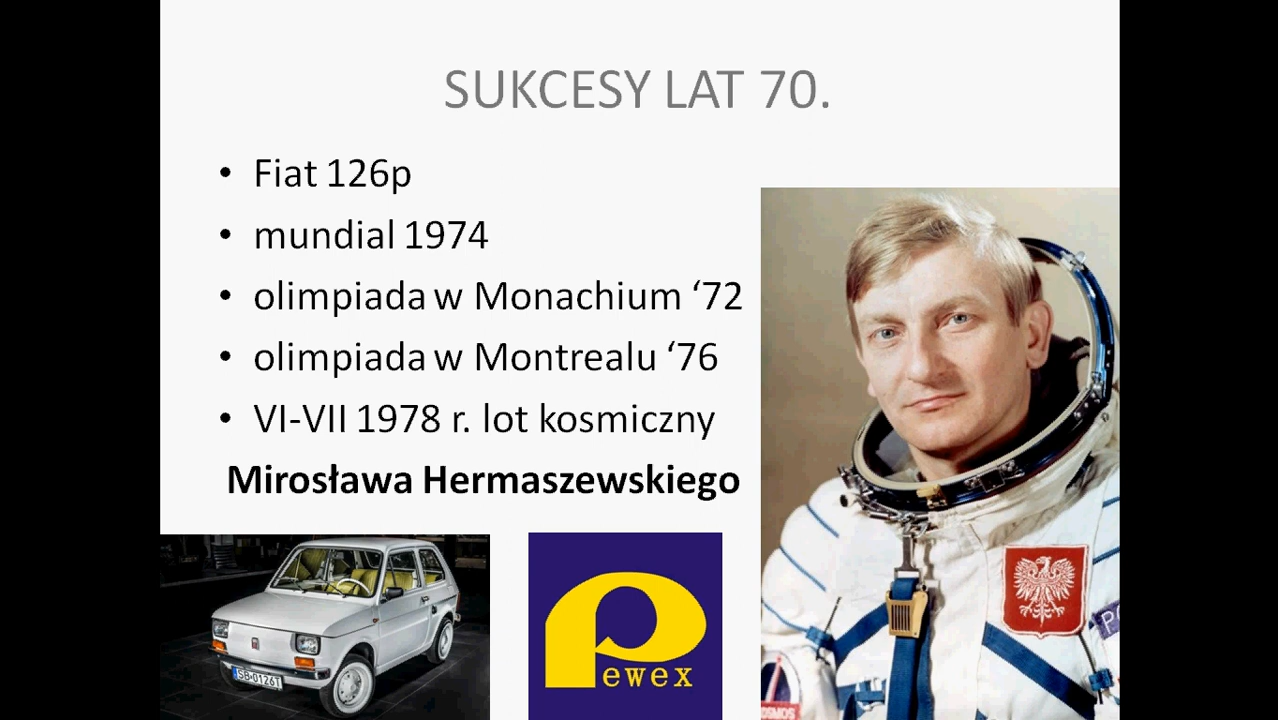 SUKCESY LAT 70.
• Fiat 126p
• mundial 1974
• olimpiada w Monachium ‘72
• olimpiada w Montrealu ‘76
• VI-VII 1978 r. lot kosmiczny
Mirosława Hermaszewskiego
SB 0126T
Pewex